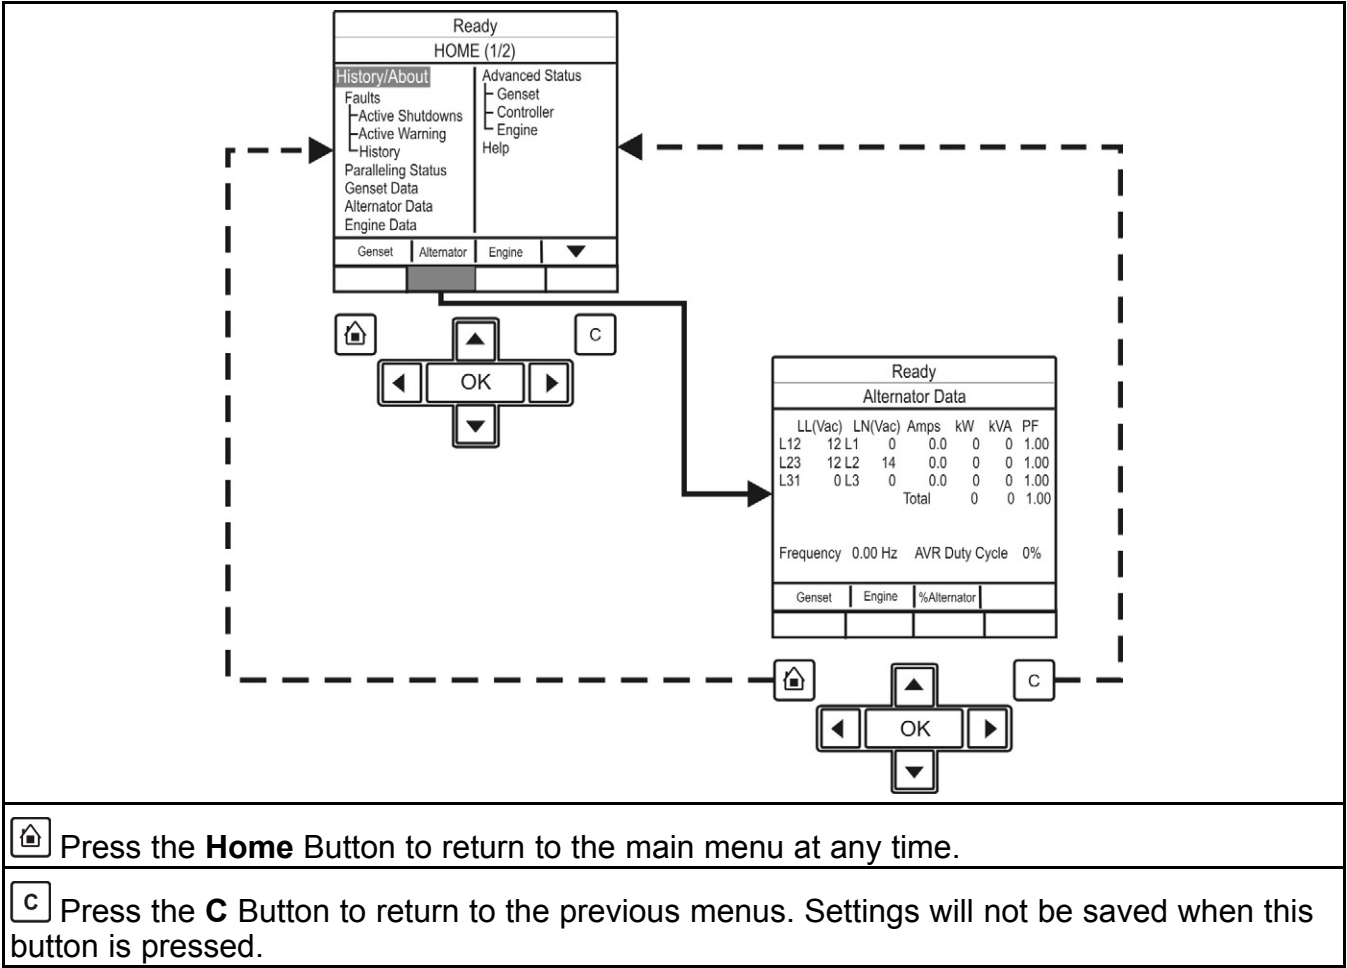 Ready
HOME (1/2)
History/About
Faults
Active Shutdowns
Active Warning
History
Paralleling Status
Genset Data
Alternator Data
Engine Data
Advanced Status
Genset
Controller
Engine
Help
Genset Alternator Engine
C
OK
Ready
Alternator Data
LL(Vac) LN(Vac) Amps kW kVA PF
L12 12 L1 0 0.0 0 0 1.00
L23 12 L2 14 0.0 0 0 1.00
L31 0 L3 0 0.0 0 0 1.00
Total 0 0 1.00
Frequency 0.00 Hz AVR Duty Cycle 0%
Genset Engine %Alternator
C
OK
Press the Home Button to return to the main menu at any time.
C Press the C Button to return to the previous menus. Settings will not be saved when this
button is pressed.